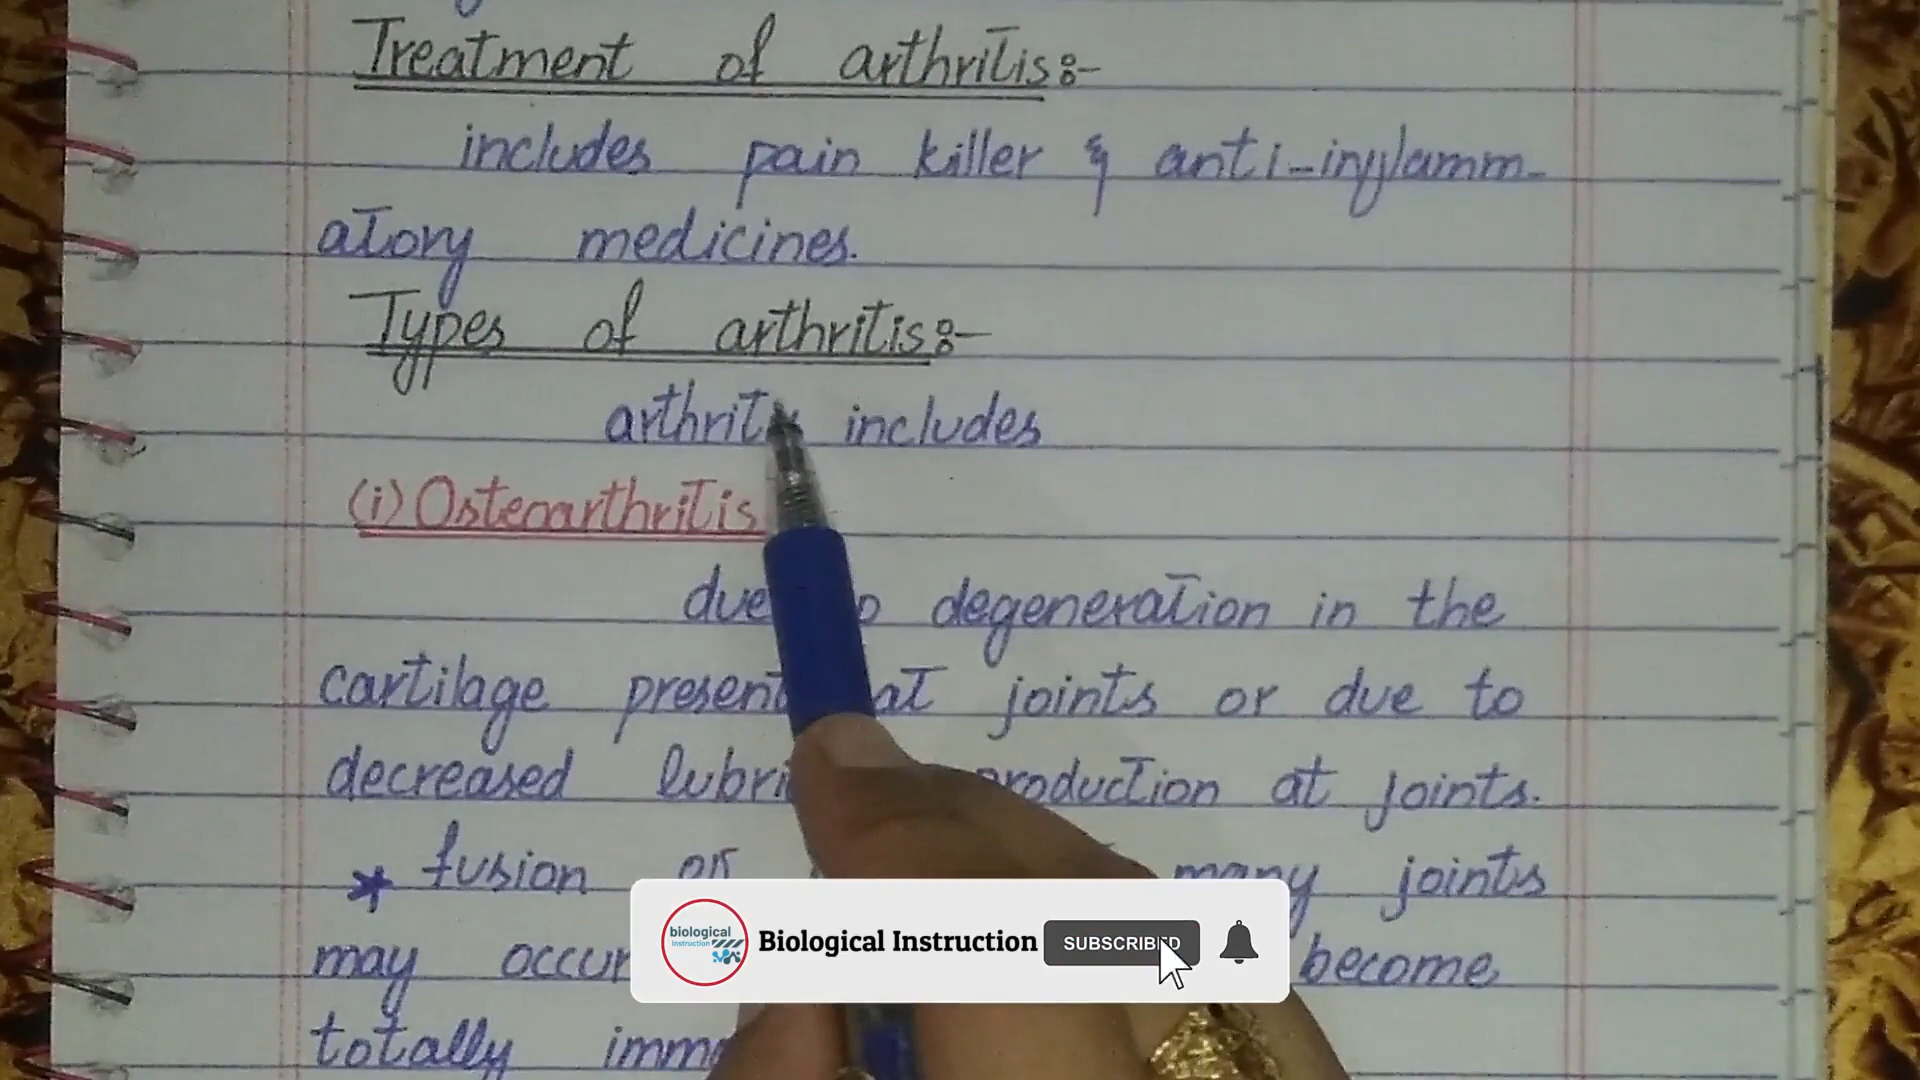 Treatment of arthritis:-
includes pain killer & anti-inflamm-
atory medicines.
Types of arthritis:-
includes
(i) Osteoarthritis
due degeneration in the
cartilage present at joints or due to
decreased production at joints.
* fusion many joints
may occur become
totally
biological
instruction
Biological Instruction
SUBSCRIBED